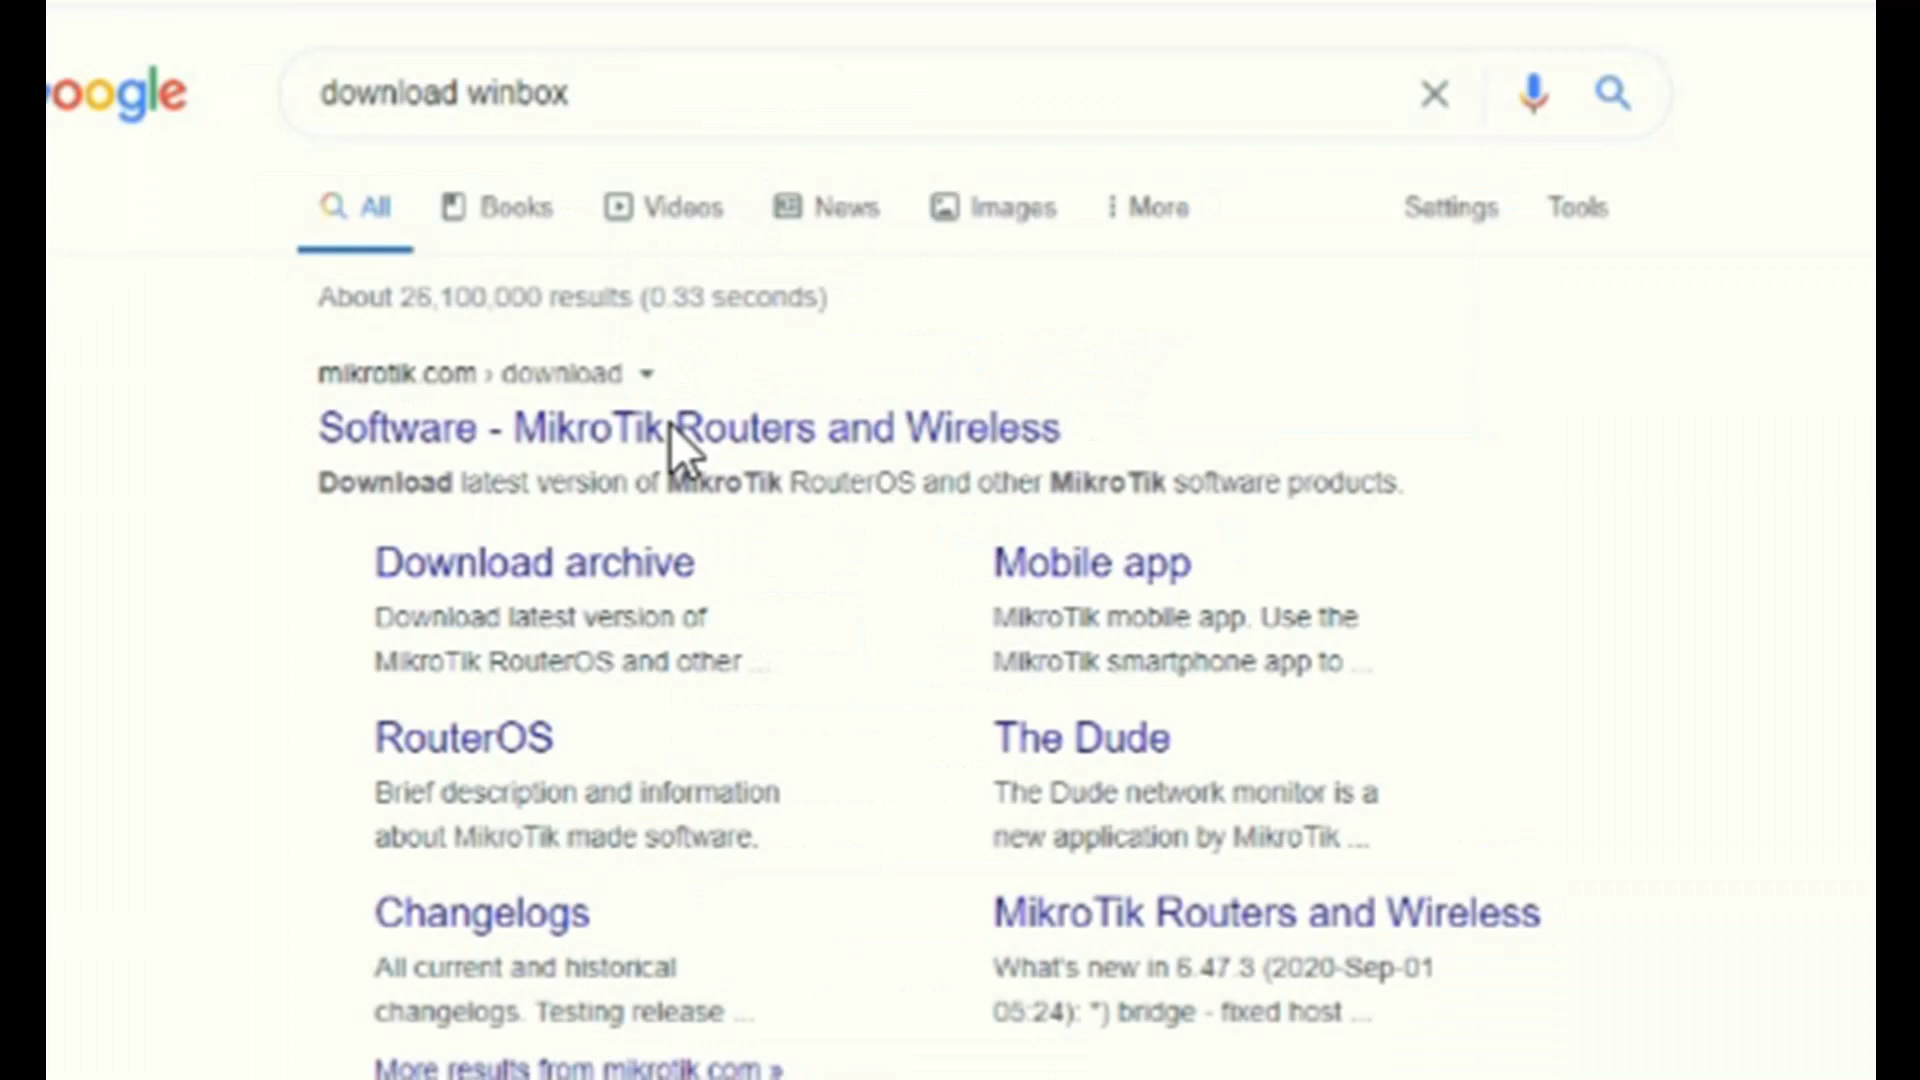 oogle
download winbox
All Books Videos News Images More Settings Tools
About 26,100,000 results (0.33 seconds)
mikrotik.com › download
Software - MikroTik Routers and Wireless
Download latest version of MikroTik RouterOS and other MikroTik software products.
Download archive
Download latest version of
MikroTik RouterOS and other ...
Mobile app
MikroTik mobile app. Use the
MikroTik smartphone app to ...
RouterOS
Brief description and information
about MikroTik made software.
The Dude
The Dude network monitor is a
new application by MikroTik ...
Changelogs
All current and historical
changelogs. Testing release ...
MikroTik Routers and Wireless
What's new in 6.47.3 (2020-Sep-01
05:24): *) bridge - fixed host ...
More results from mikrotik.com »